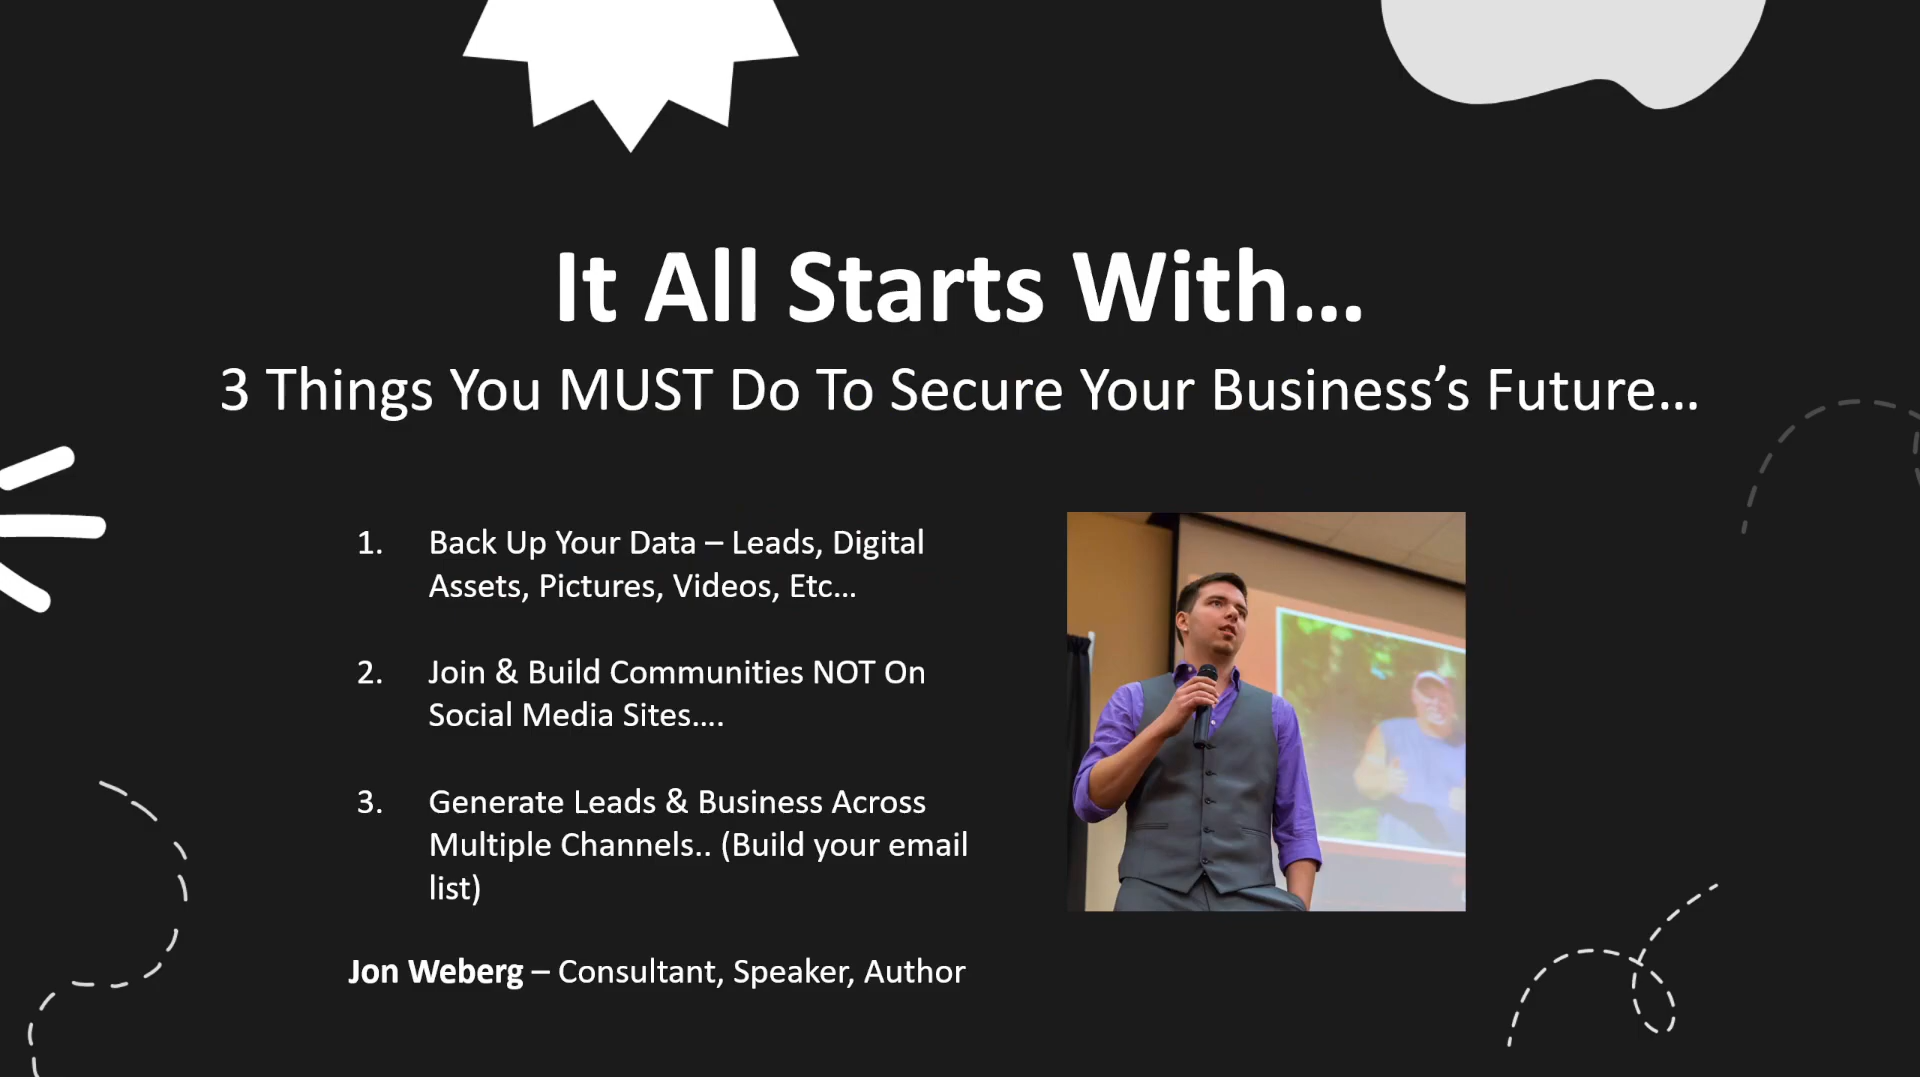 It All Starts With...
3 Things You MUST Do To Secure Your Business’s Future...
1. Back Up Your Data – Leads, Digital
Assets, Pictures, Videos, Etc...
2. Join & Build Communities NOT On
Social Media Sites....
3. Generate Leads & Business Across
Multiple Channels.. (Build your email
list)
Jon Weberg – Consultant, Speaker, Author